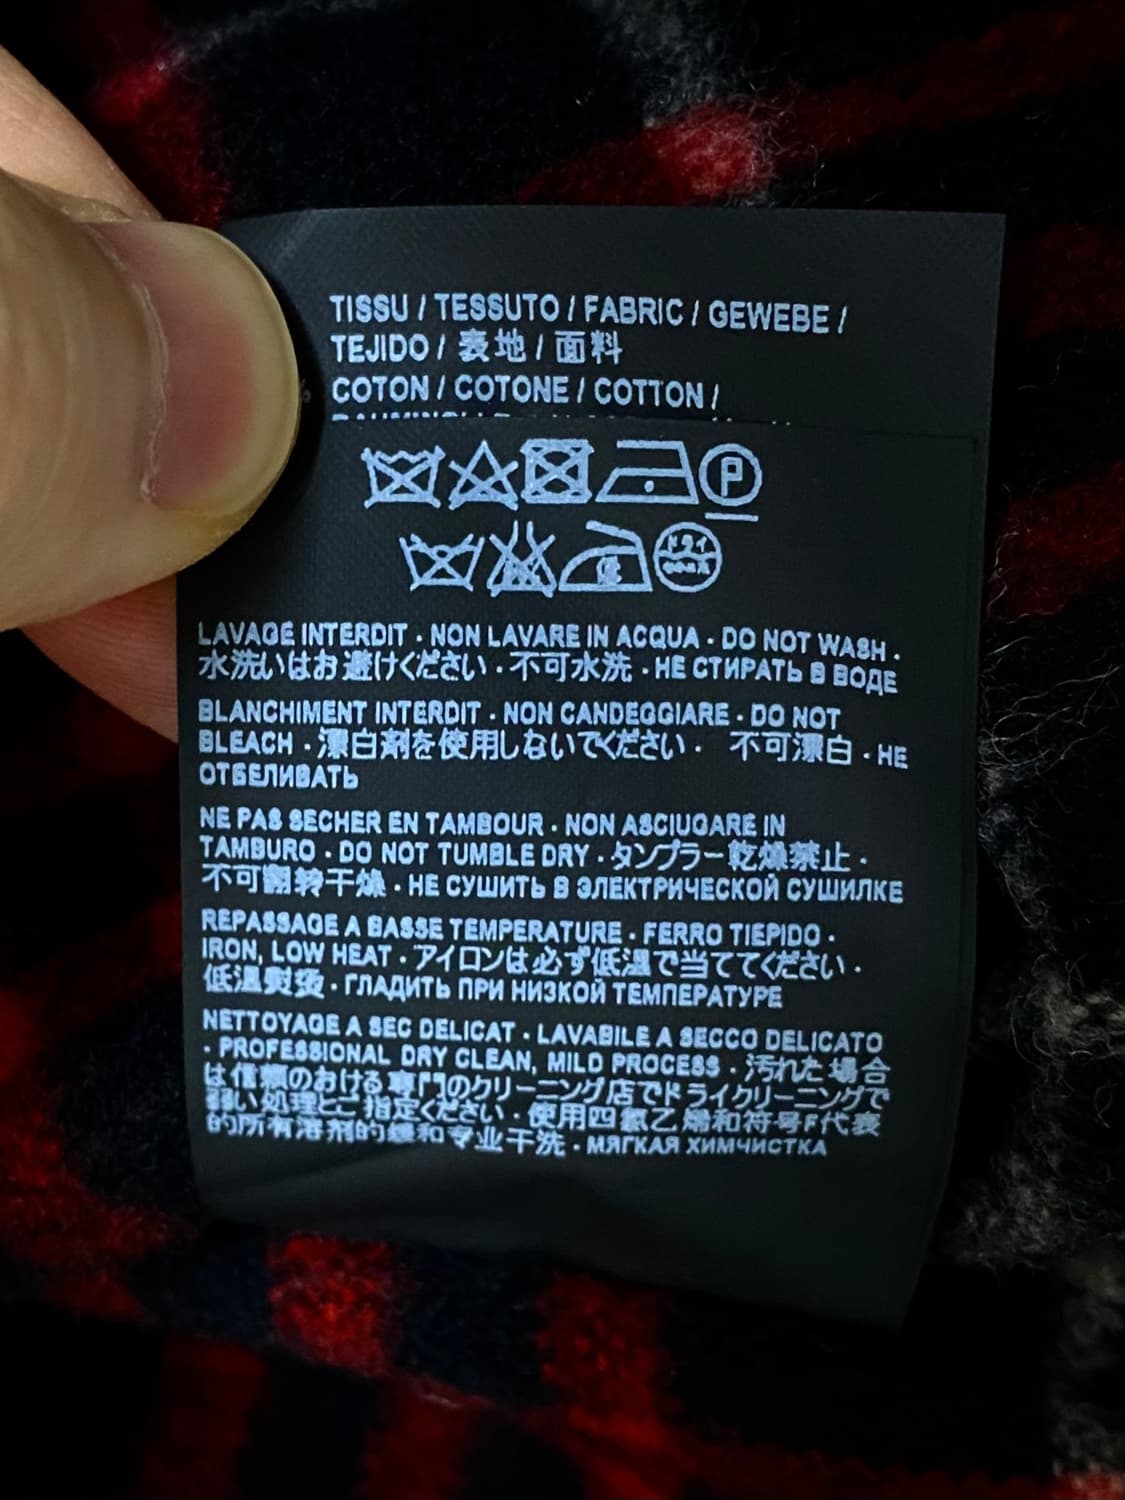 TISSU / TESSUTO / FABRIC / GEWEBE /
TEJIDO / 表地 / 面料
COTON / COTONE / COTTON /
P
ドライ
LAVAGE INTERDIT · NON LAVARE IN ACQUA · DO NOT WASH ·
水洗いはお避けください · 不可水洗 · НЕ СТИРАТЬ В ВОДЕ
BLANCHIMENT INTERDIT · NON CANDEGGIARE · DO NOT
BLEACH · 漂白剤を使用しないでください · 不可漂白 · НЕ
ОТБЕЛИВАТЬ
NE PAS SECHER EN TAMBOUR · NON ASCIUGARE IN
TAMBURO · DO NOT TUMBLE DRY · タンブラー乾燥禁止 ·
不可翻转干燥 · НЕ СУШИТЬ В ЭЛЕКТРИЧЕСКОЙ СУШИЛКЕ
REPASSAGE A BASSE TEMPERATURE · FERRO TIEPIDO ·
IRON, LOW HEAT · アイロンは必ず低温で当ててください ·
低温熨烫 · ГЛАДИТЬ ПРИ НИЗКОЙ ТЕМПЕРАТУРЕ
NETTOYAGE A SEC DELICAT · LAVABILE A SECCO DELICATO
· PROFESSIONAL DRY CLEAN, MILD PROCESS · 汚れた場合
は信頼のおける専門のクリーニング店でドライクリーニングで
弱い処理とご指定ください · 使用四氯乙烯和符号F代表
的所有溶剂的缓和专业干洗 · МЯГКАЯ ХИМЧИСТКА